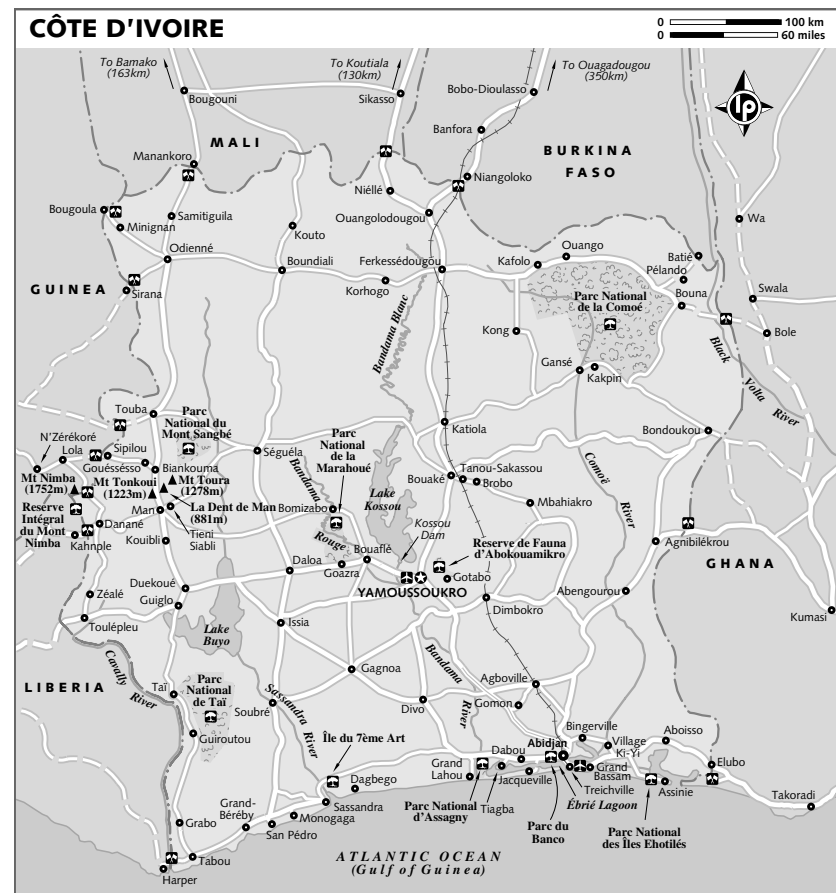 CÔTE D'IVOIRE
0 100 km
0 60 miles
To Bamako
(163km)
To Koutiala
(130km)
To Ouagadougou
(350km)
Bougouni
Sikasso
Bobo-Dioulasso
lp
Banfora
MALI
BURKINA
FASO
Manankoro
Niangoloko
Niéllé
Bougoula
Samitiguila
Minignan
Ouangolodougou
Wa
Kouto
Odienné
Boundiali
Ferkessédougou
Kafolo
Ouango
Batié
Pélando
GUINEA
Sirana
Korhogo
Parc National
de la Comoé
Bouna
Swala
Bandama Blanc
Kong
Bole
Gansé
Kakpin
Black
Volta
River
Touba
Parc
National du
Mont Sangbé
Katiola
Bondoukou
N'Zérékoré
Lola
Sipilou
Séguéla
Parc
National
de la
Marahoué
Gouéssésso
Biankouma
Mt Nimba
(1752m)
Mt Tonkoui
(1223m)
Mt Toura
(1278m)
La Dent de Man
(881m)
Bandama
Rouge
Bouaké
Tanou-Sakassou
Brobo
Comoë
River
Lake
Kossou
Mbahiakro
Reserve
Intégral
du Mont
Nimba
Danané
Man
Bomizabo
Tieni
Siabli
Kahnple
Kouibli
Kossou
Dam
Reserve de Fauna
d'Abokouamikro
Agnibilékrou
Daloa
Bouaflé
Goazra
Gotabo
GHANA
YAMOUSSOUKRO
Zéalé
Duekoué
Guiglo
Abengourou
Dimbokro
Kumasi
Toulépleu
Lake
Buyo
Issia
Cavally
River
Gagnoa
Bandama
River
Agboville
LIBERIA
Taï
Parc
National
de Taï
Sassandra
River
Soubré
Divo
Gomon
Guiroutou
Île du 7ème Art
Bingerville
Village
Ki-Yi
Aboisso
Abidjan
Dabou
Elubo
Grand
Lahou
Jacqueville
Grand
Bassam
Treichville
Assinie
Dagbego
Ébrié Lagoon
Takoradi
Parc National
d'Assagny
Tiagba
Parc du
Banco
Parc National
des Îles Ehotilés
Sassandra
Monogaga
San Pédro
Grand-
Béréby
Grabo
Tabou
Harper
ATLANTIC OCEAN
(Gulf of Guinea)